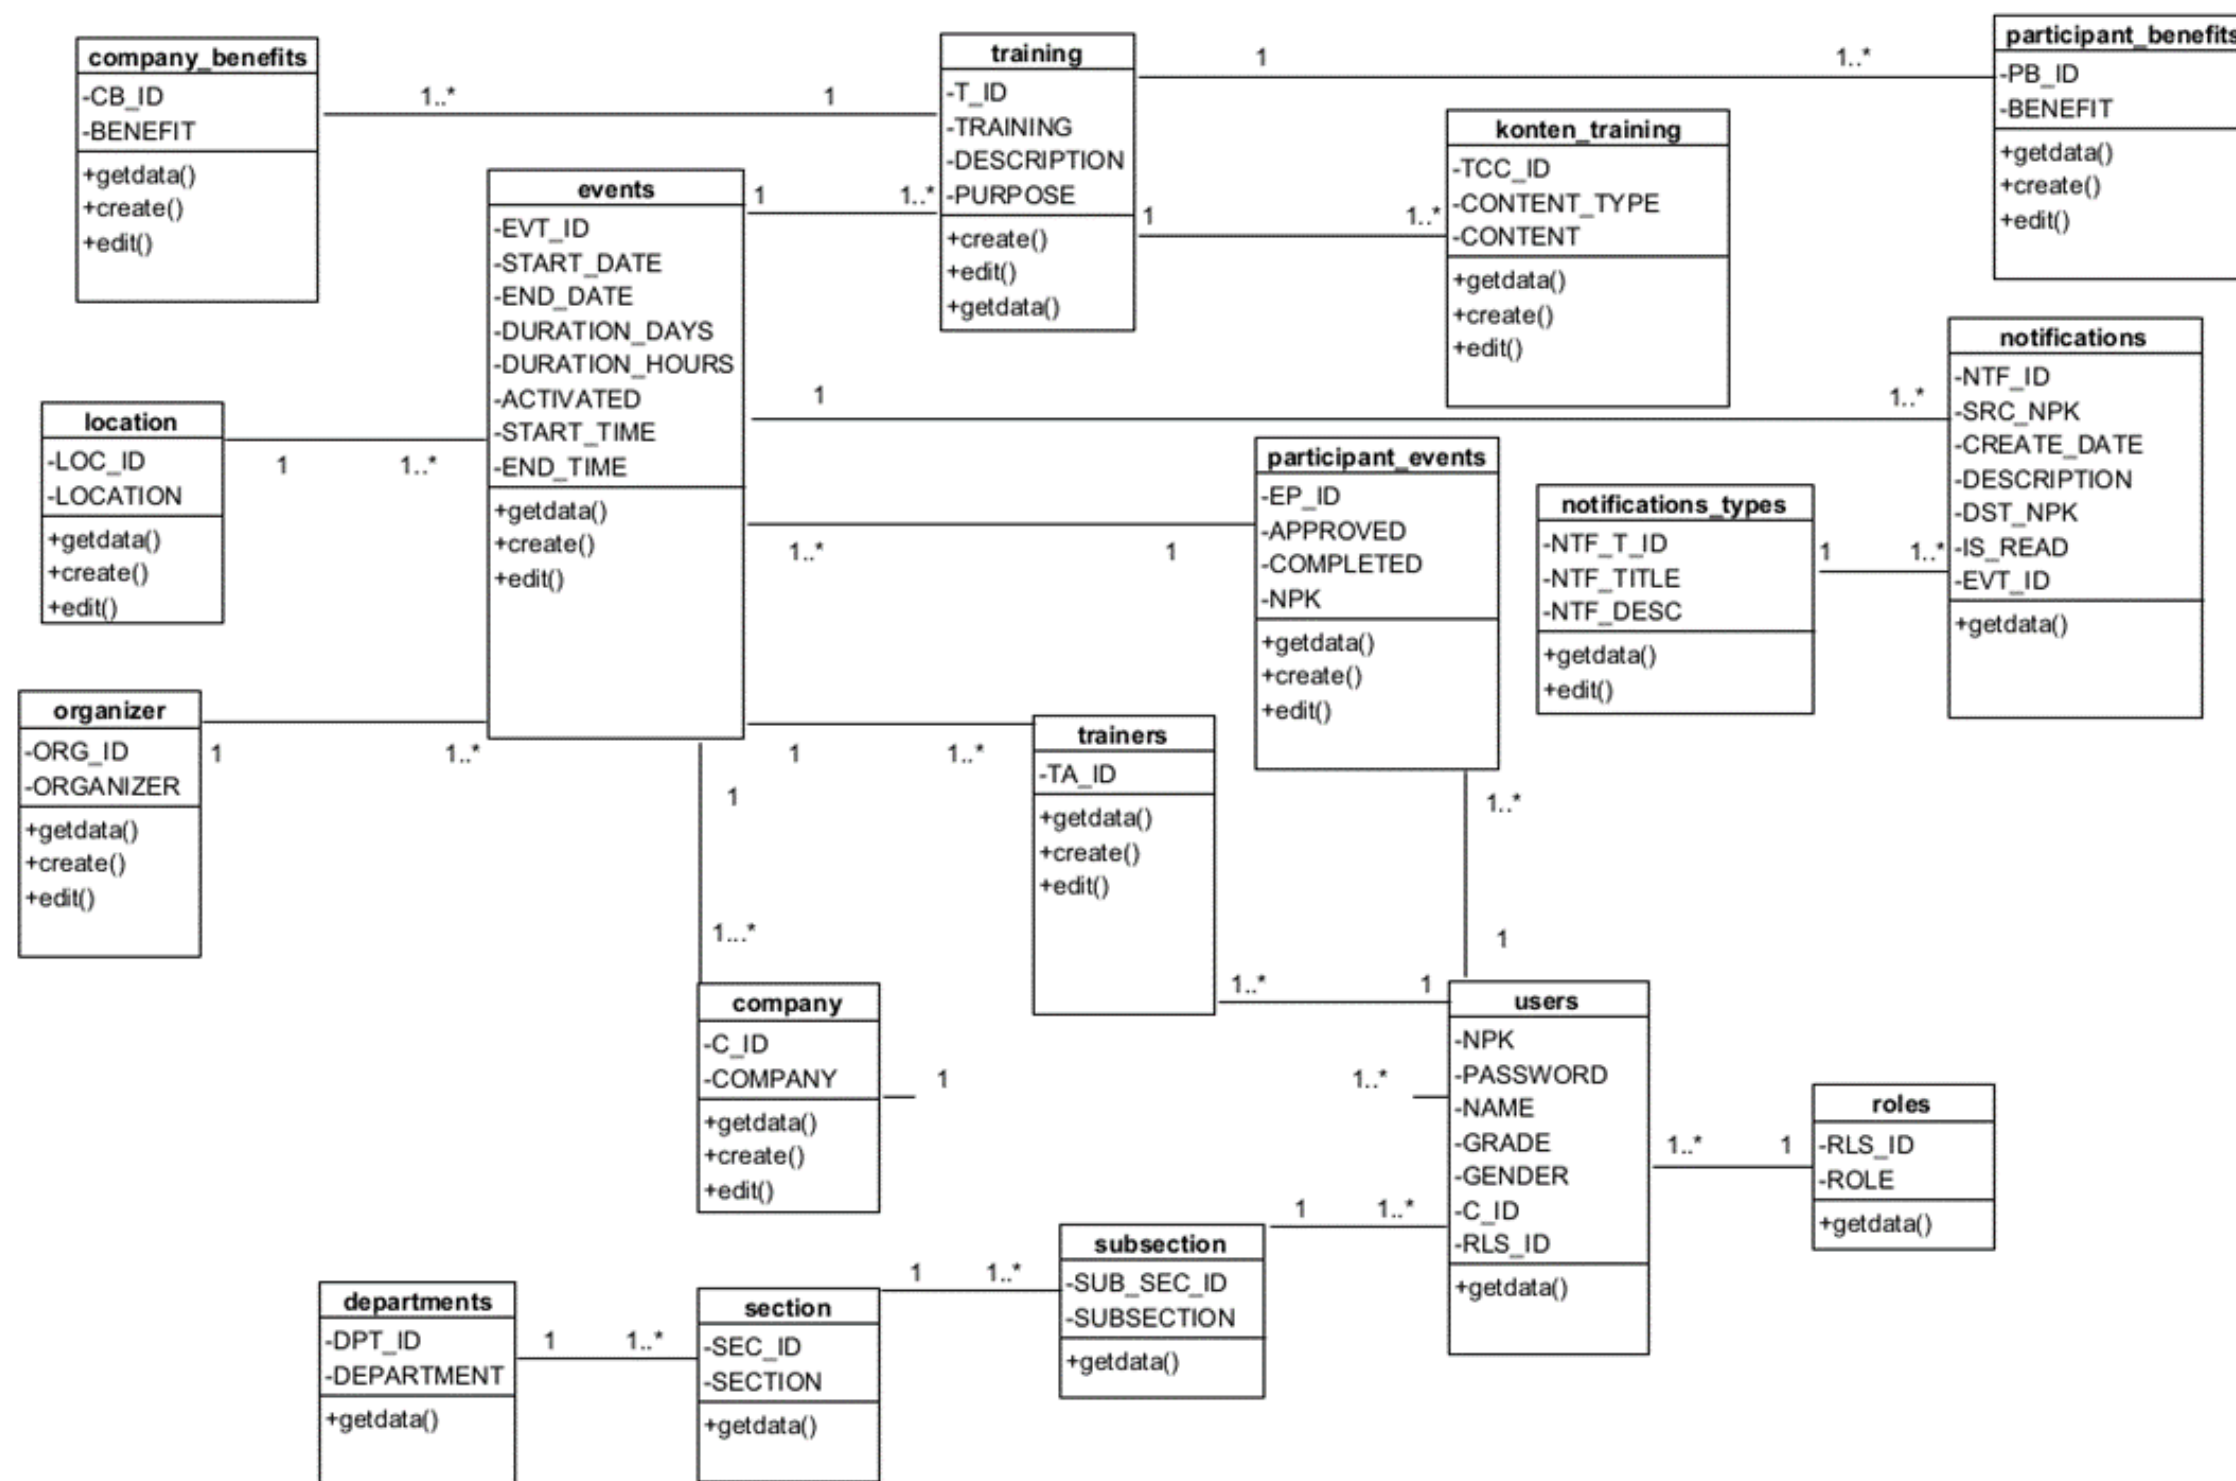 company_benefits
-CB_ID
-BENEFIT
+getdata()
+create()
+edit()
1..*
1
training
-T_ID
-TRAINING
-DESCRIPTION
-PURPOSE
+create()
+edit()
+getdata()
1
1..*
participant_benefits
-PB_ID
-BENEFIT
+getdata()
+create()
+edit()
konten_training
-TCC_ID
-CONTENT_TYPE
-CONTENT
+getdata()
+create()
+edit()
1
1..*
events
-EVT_ID
-START_DATE
-END_DATE
-DURATION_DAYS
-DURATION_HOURS
-ACTIVATED
-START_TIME
-END_TIME
+getdata()
+create()
+edit()
1
1..*
1
1..*
notifications
-NTF_ID
-SRC_NPK
-CREATE_DATE
-DESCRIPTION
-DST_NPK
-IS_READ
-EVT_ID
+getdata()
location
-LOC_ID
-LOCATION
+getdata()
+create()
+edit()
1
1..*
participant_events
-EP_ID
-APPROVED
-COMPLETED
-NPK
+getdata()
+create()
+edit()
1..*
1
notifications_types
-NTF_T_ID
-NTF_TITLE
-NTF_DESC
+getdata()
+edit()
1
1..*
organizer
-ORG_ID
-ORGANIZER
+getdata()
+create()
+edit()
1
1..*
trainers
-TA_ID
+getdata()
+create()
+edit()
1
1..*
1
1...*
1..*
1
1..*
1
company
-C_ID
-COMPANY
+getdata()
+create()
+edit()
1
1..*
users
-NPK
-PASSWORD
-NAME
-GRADE
-GENDER
-C_ID
-RLS_ID
+getdata()
1..*
1
roles
-RLS_ID
-ROLE
+getdata()
1
1..*
subsection
-SUB_SEC_ID
-SUBSECTION
+getdata()
1
1..*
section
-SEC_ID
-SECTION
+getdata()
1
1..*
departments
-DPT_ID
-DEPARTMENT
+getdata()